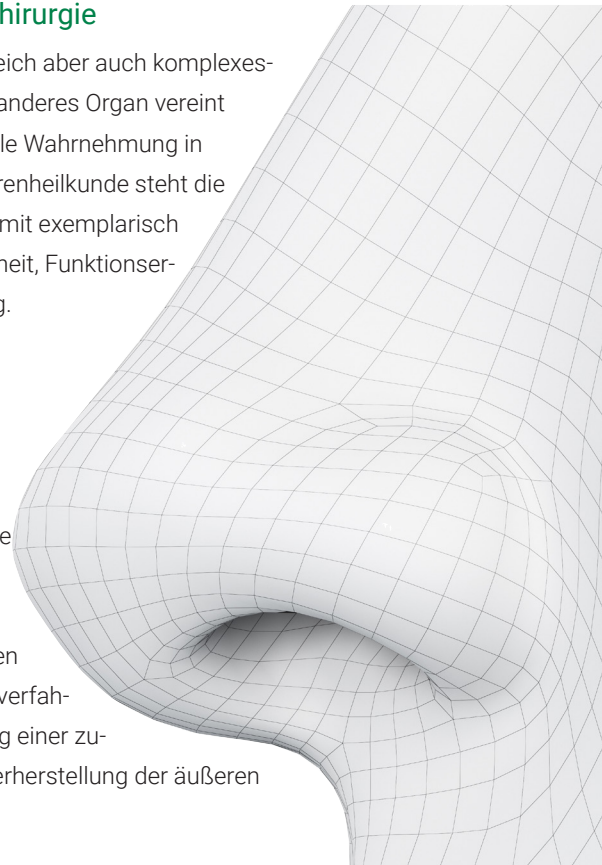 hirurgie
eich aber auch komplexes-
anderes Organ vereint
le Wahrnehmung in
renheilkunde steht die
mit exemplarisch
heit, Funktionser-
g.
e
en
verfah-
g einer zu-
erherstellung der äußeren